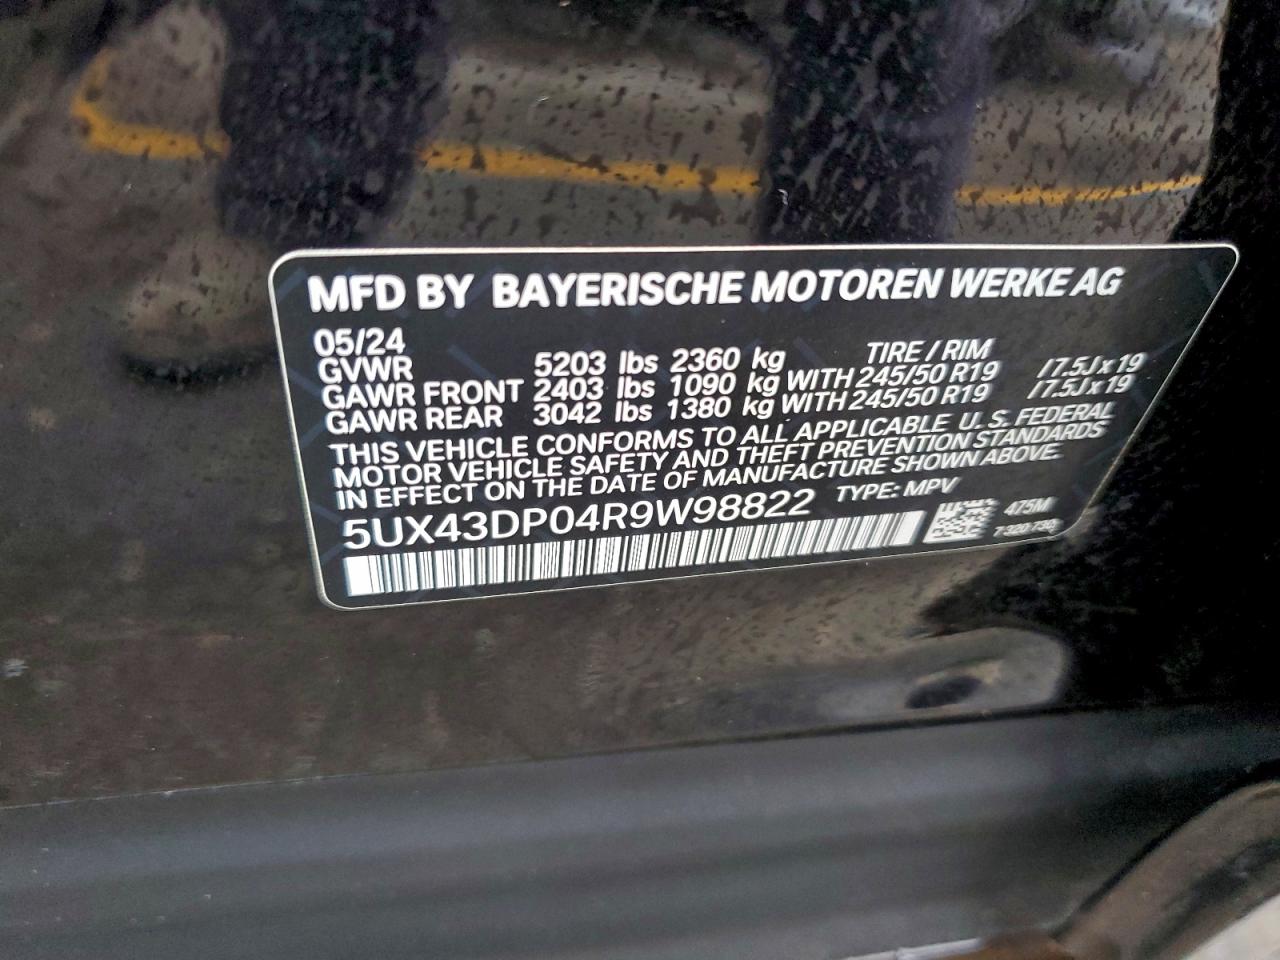 MFD BY BAYERISCHE MOTOREN WERKE AG
05/24 TIRE / RIM
GVWR 5203 lbs 2360 kg
GAWR FRONT 2403 lbs 1090 kg WITH 245/50 R19 / 7.5J x 19
GAWR REAR 3042 lbs 1380 kg WITH 245/50 R19 / 7.5J x 19
THIS VEHICLE CONFORMS TO ALL APPLICABLE U. S. FEDERAL
MOTOR VEHICLE SAFETY AND THEFT PREVENTION STANDARDS
IN EFFECT ON THE DATE OF MANUFACTURE SHOWN ABOVE.
5UX43DP04R9W98822 TYPE: MPV
475M